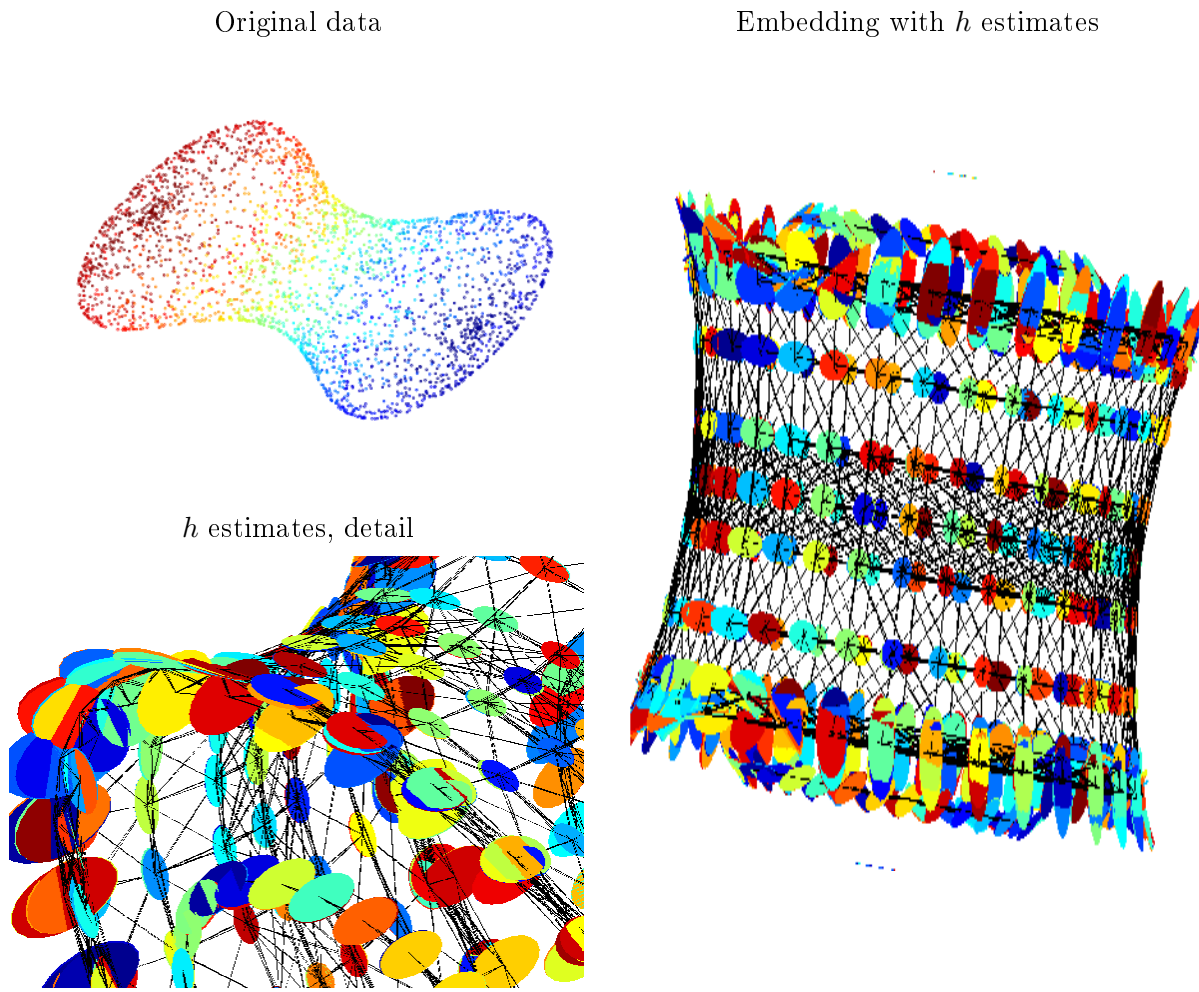 Original data
Embedding with h estimates
h estimates, detail